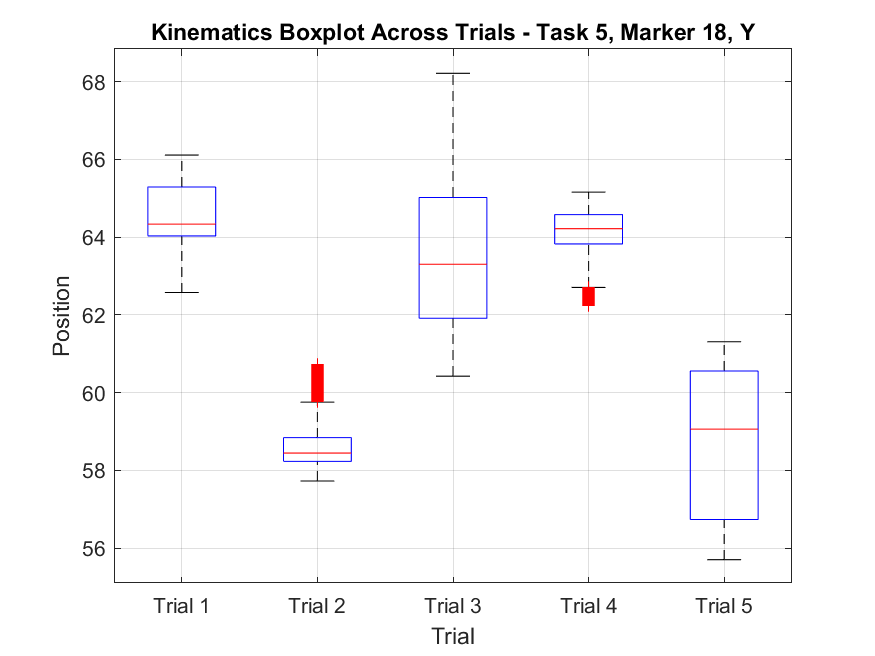 Kinematics Boxplot Across Trials - Task 5, Marker 18, Y
68
66
64
62
60
58
56
Position
Trial 1 Trial 2 Trial 3 Trial 4 Trial 5
Trial